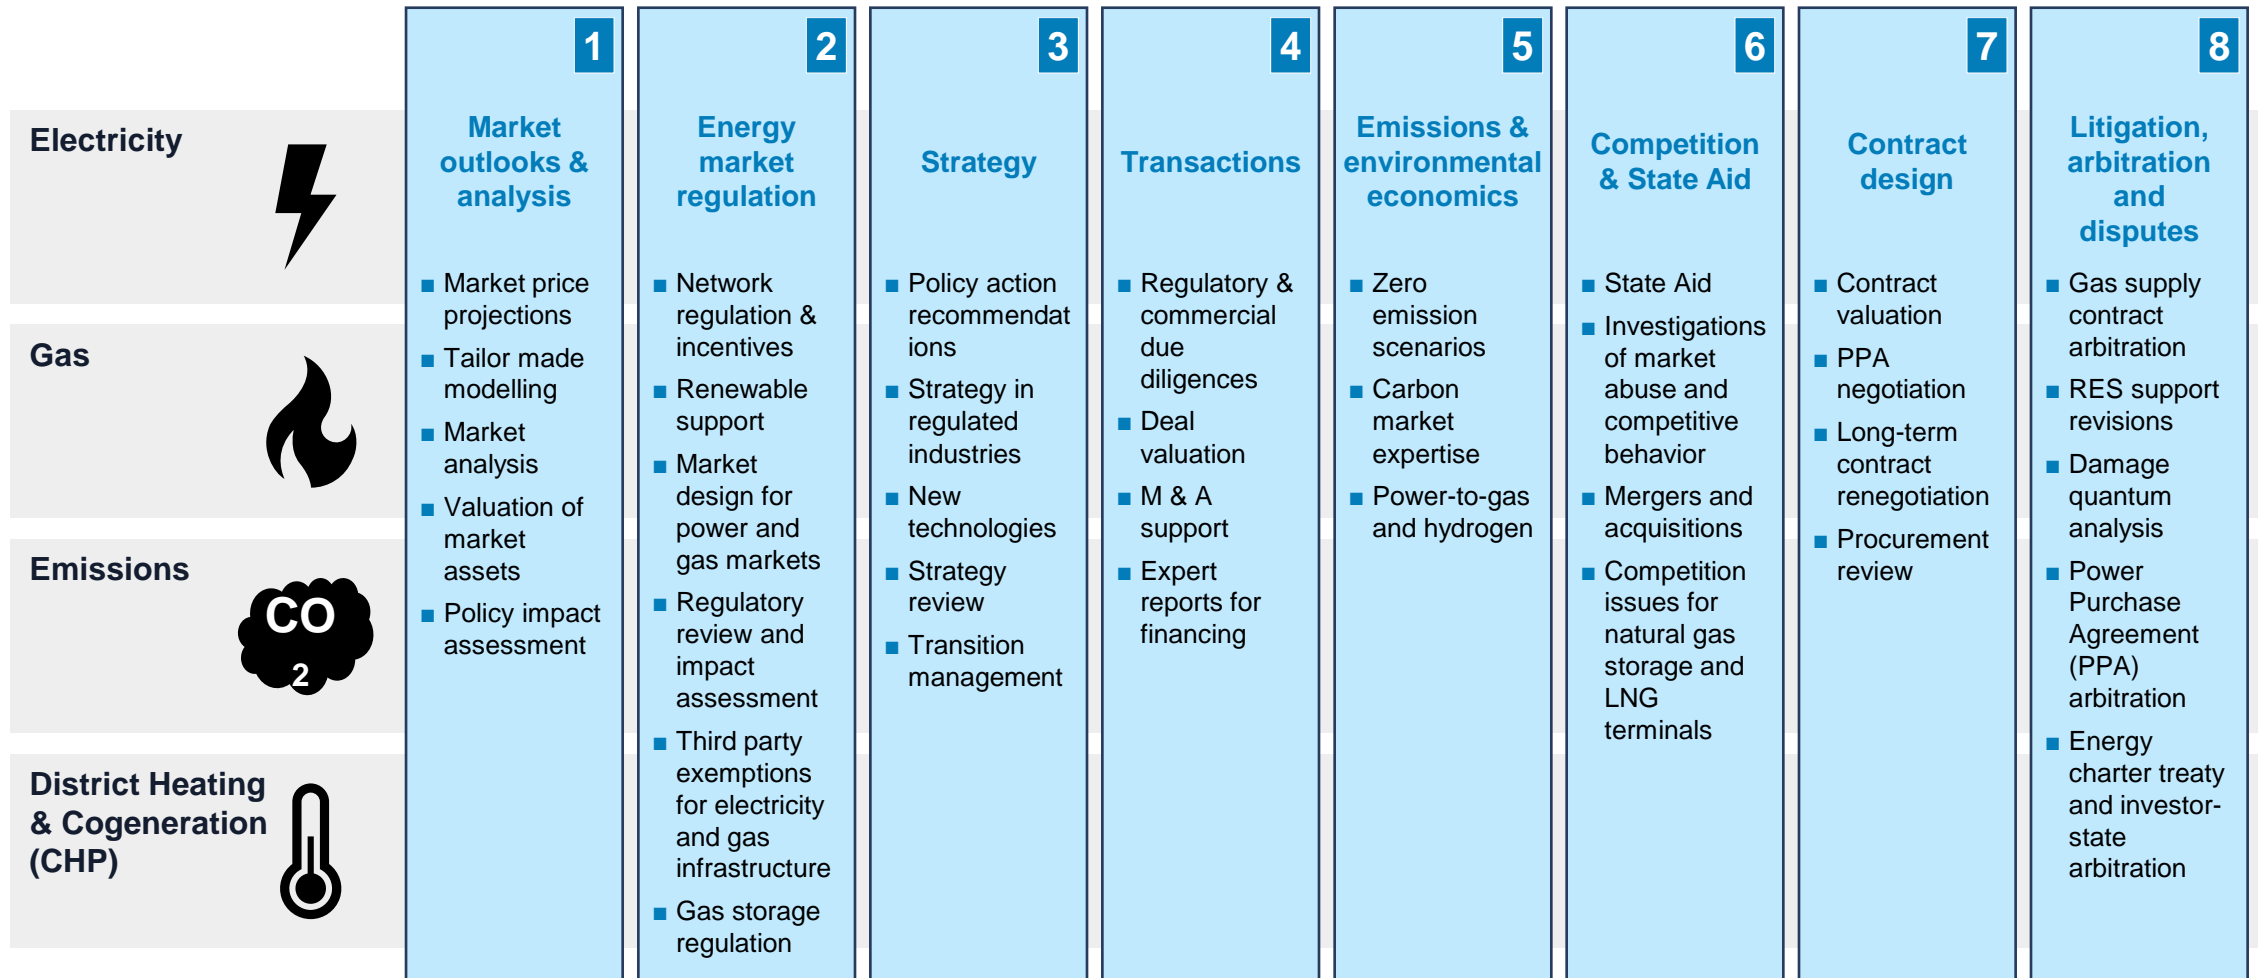 Electricity
Gas
Emissions
CO
2
District Heating
& Cogeneration
(CHP)
1
Market
outlooks &
analysis
■ Market price
projections
■ Tailor made
modelling
■ Market
analysis
■ Valuation of
market
assets
■ Policy impact
assessment
2
Energy
market
regulation
■ Network
regulation &
incentives
■ Renewable
support
■ Market
design for
power and
gas markets
■ Regulatory
review and
impact
assessment
■ Third party
exemptions
for electricity
and gas
infrastructure
■ Gas storage
regulation
3
Strategy
■ Policy action
recommendat
ions
■ Strategy in
regulated
industries
■ New
technologies
■ Strategy
review
■ Transition
management
4
Transactions
■ Regulatory &
commercial
due
diligences
■ Deal
valuation
■ M & A
support
■ Expert
reports for
financing
5
Emissions &
environmental
economics
■ Zero
emission
scenarios
■ Carbon
market
expertise
■ Power-to-gas
and hydrogen
6
Competition
& State Aid
■ State Aid
■ Investigations
of market
abuse and
competitive
behavior
■ Mergers and
acquisitions
■ Competition
issues for
natural gas
storage and
LNG
terminals
7
Contract
design
■ Contract
valuation
■ PPA
negotiation
■ Long-term
contract
renegotiation
■ Procurement
review
8
Litigation,
arbitration
and
disputes
■ Gas supply
contract
arbitration
■ RES support
revisions
■ Damage
quantum
analysis
■ Power
Purchase
Agreement
(PPA)
arbitration
■ Energy
charter treaty
and investor-
state
arbitration